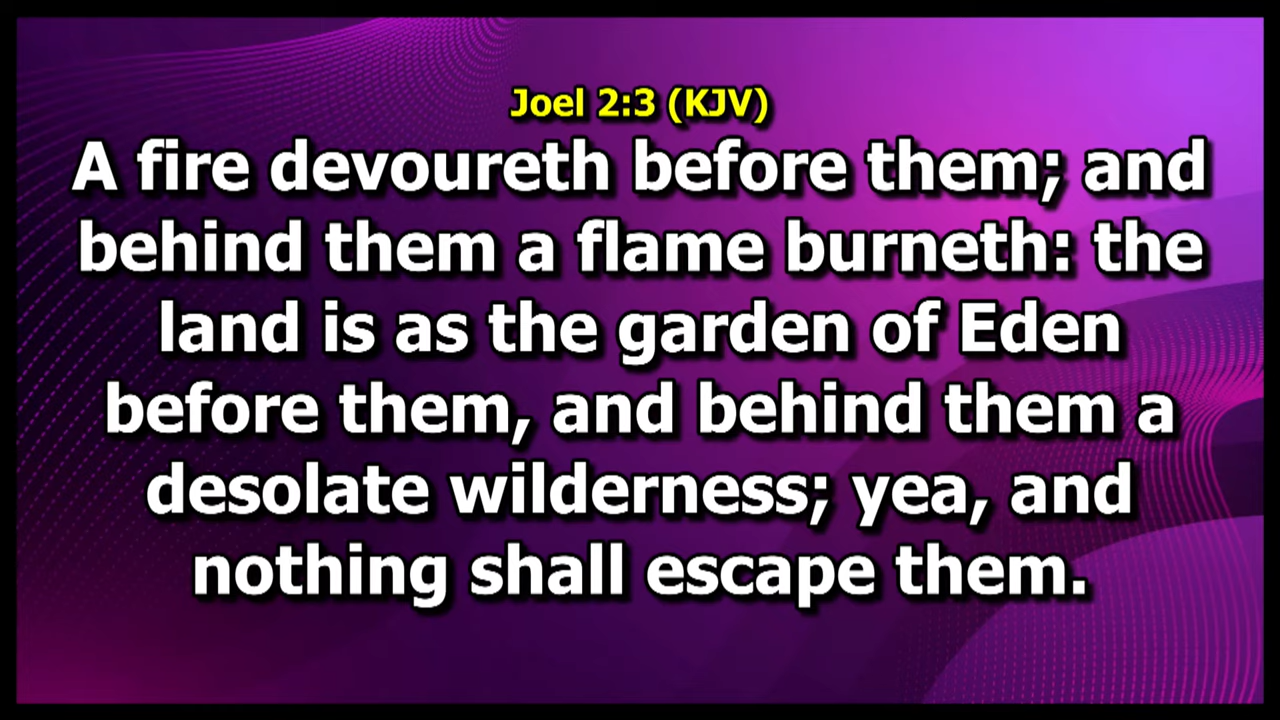 Joel 2:3 (KJV)
A fire devoureth before them; and
behind them a flame burneth: the
land is as the garden of Eden
before them, and behind them a
desolate wilderness; yea, and
nothing shall escape them.